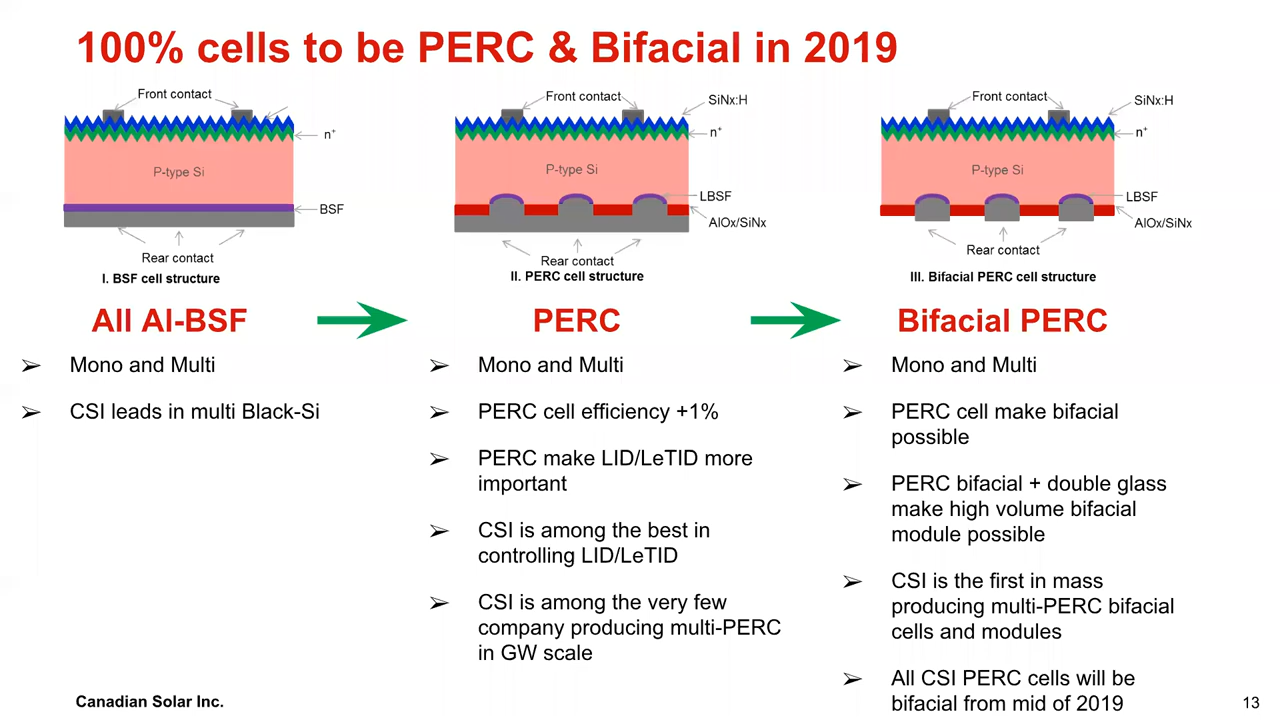 100% cells to be PERC & Bifacial in 2019
Front contact
n⁺
P-type Si
BSF
Rear contact
I. BSF cell structure
Front contact
SiNx:H
n⁺
P-type Si
LBSF
AlOx/SiNx
Rear contact
II. PERC cell structure
Front contact
SiNx:H
n⁺
P-type Si
LBSF
AlOx/SiNx
Rear contact
III. Bifacial PERC cell structure
All Al-BSF
➢ Mono and Multi
➢ CSI leads in multi Black-Si
PERC
➢ Mono and Multi
➢ PERC cell efficiency +1%
➢ PERC make LID/LeTID more
important
➢ CSI is among the best in
controlling LID/LeTID
➢ CSI is among the very few
company producing multi-PERC
in GW scale
Bifacial PERC
➢ Mono and Multi
➢ PERC cell make bifacial
possible
➢ PERC bifacial + double glass
make high volume bifacial
module possible
➢ CSI is the first in mass
producing multi-PERC bifacial
cells and modules
➢ All CSI PERC cells will be
bifacial from mid of 2019
Canadian Solar Inc.
13